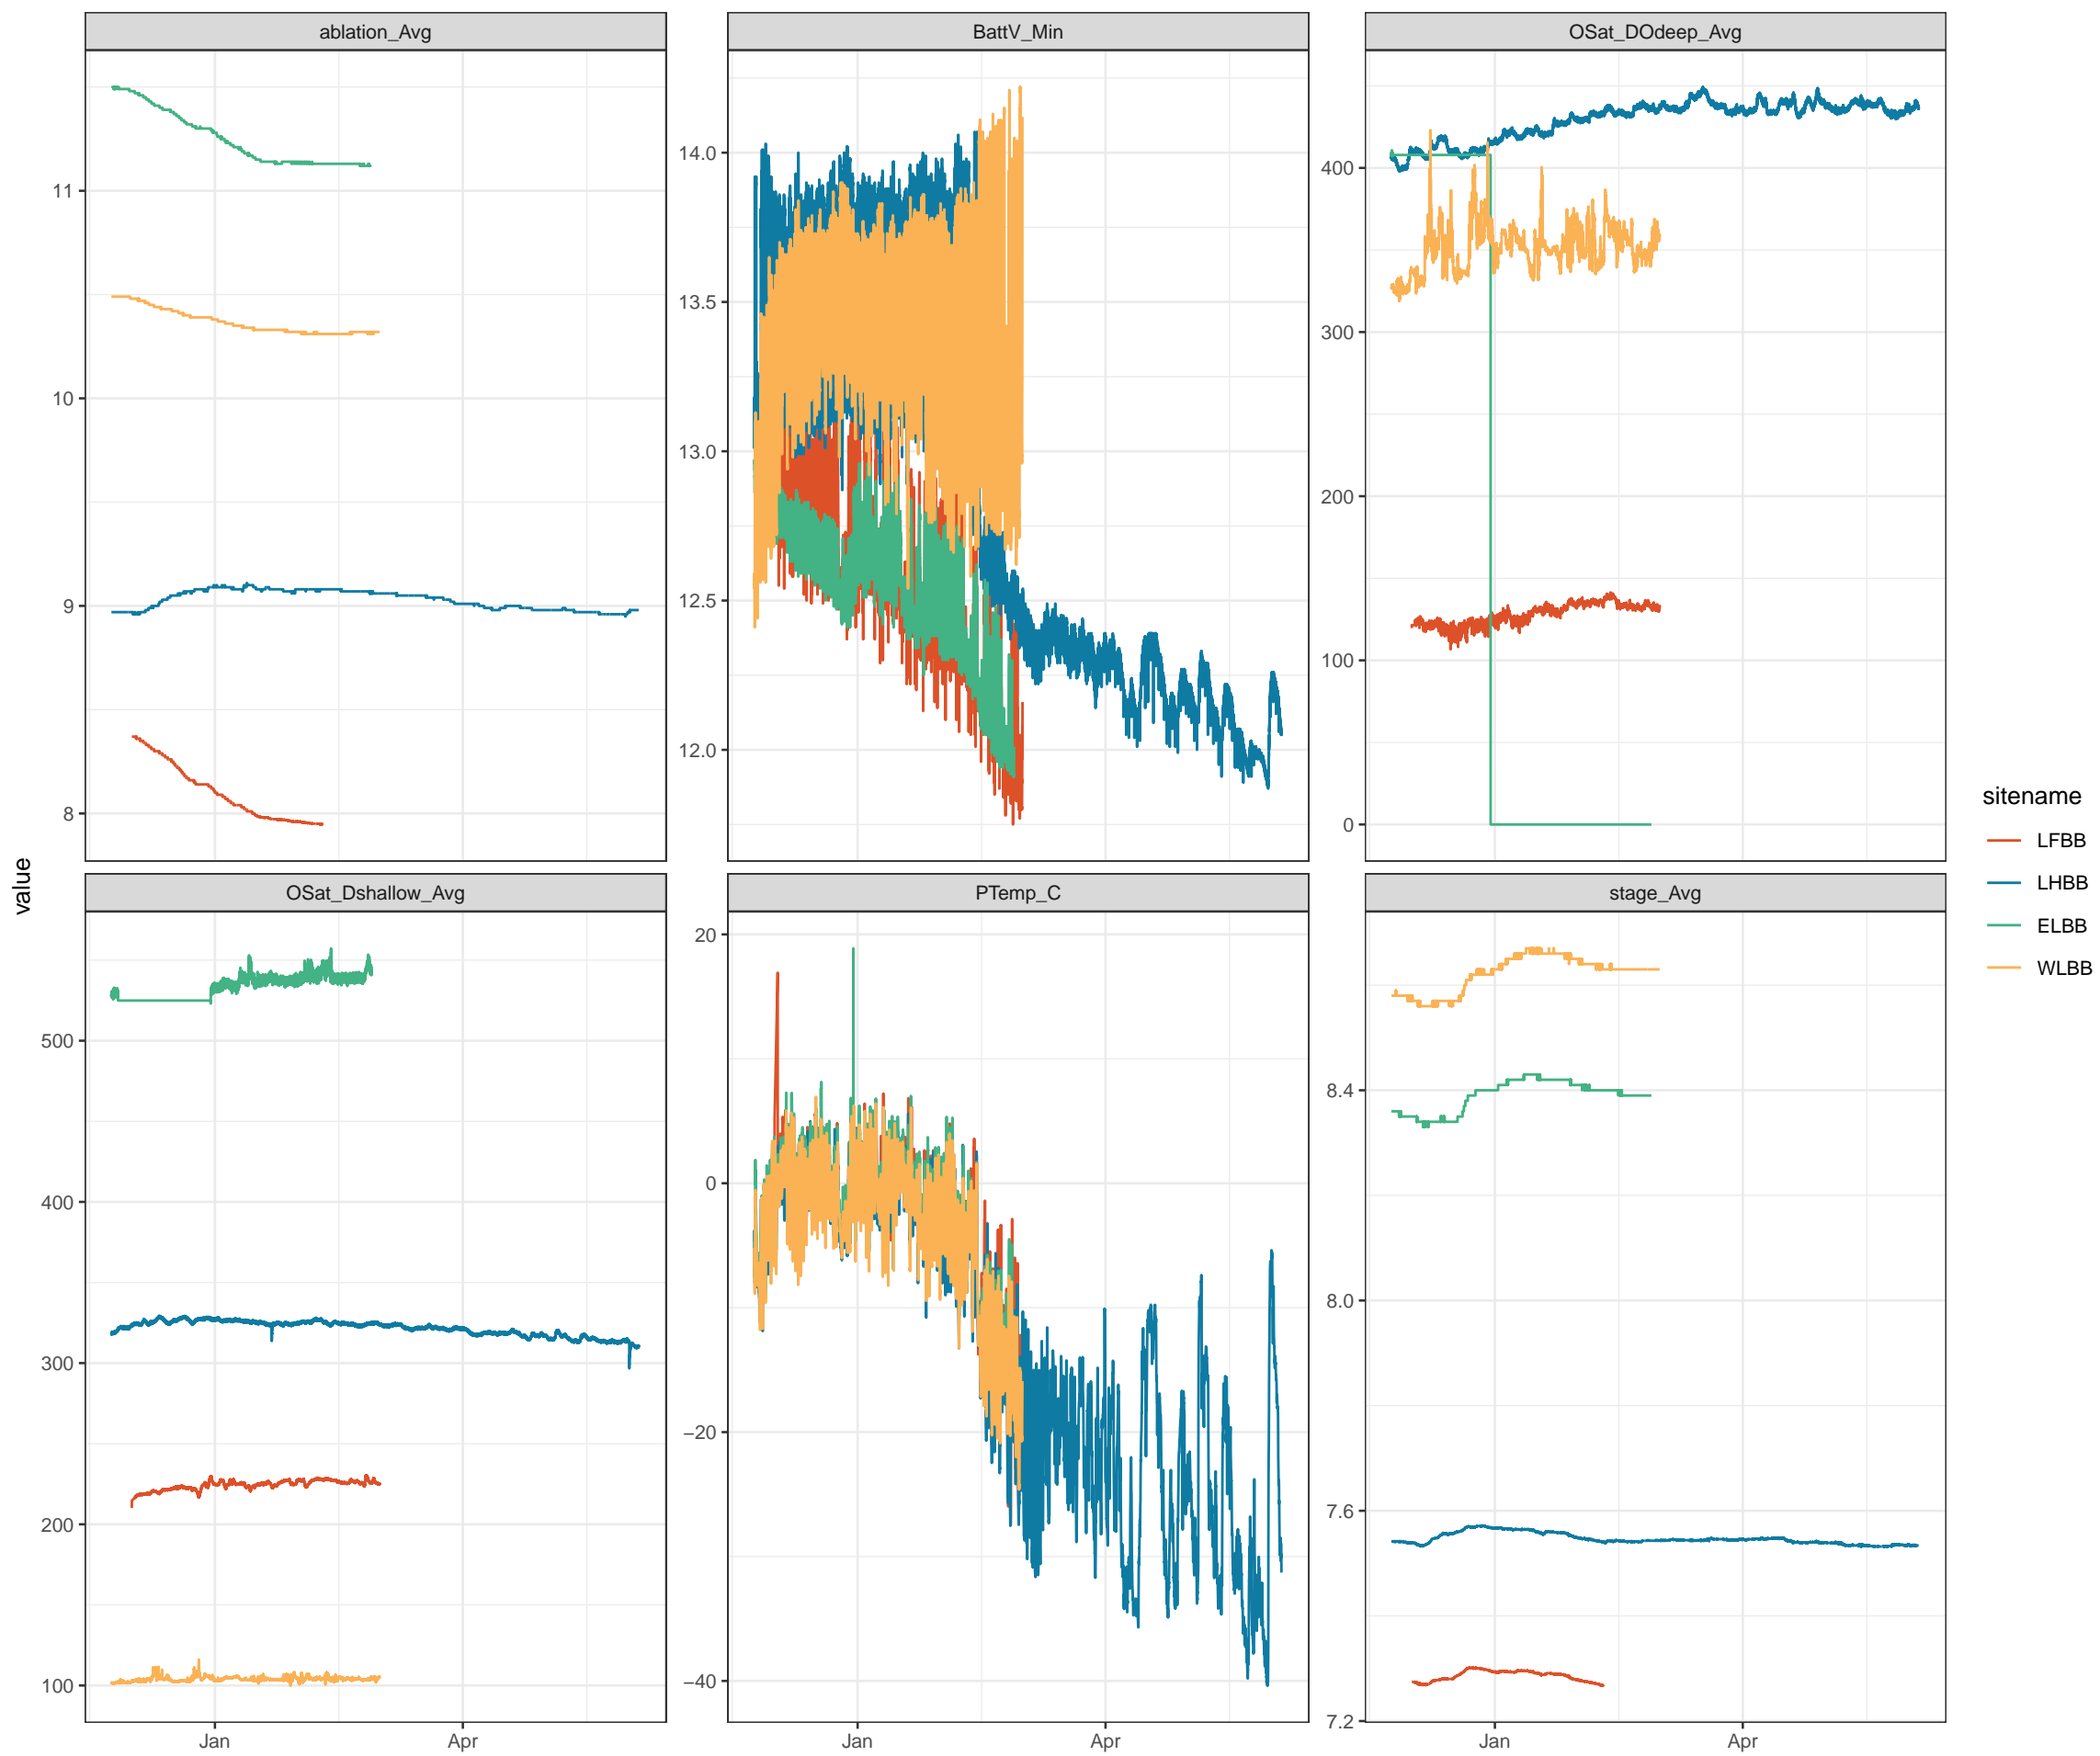 ablation_Avg
BattV_Min
OSat_DOdeep_Avg
11
10
9
8
14.0
13.5
13.0
12.5
12.0
400
300
200
100
0
value
OSat_Dshallow_Avg
PTemp_C
stage_Avg
500
400
300
200
100
20
0
−20
−40
8.4
8.0
7.6
7.2
Jan
Apr
Jan
Apr
Jan
Apr
sitename
LFBB
LHBB
ELBB
WLBB